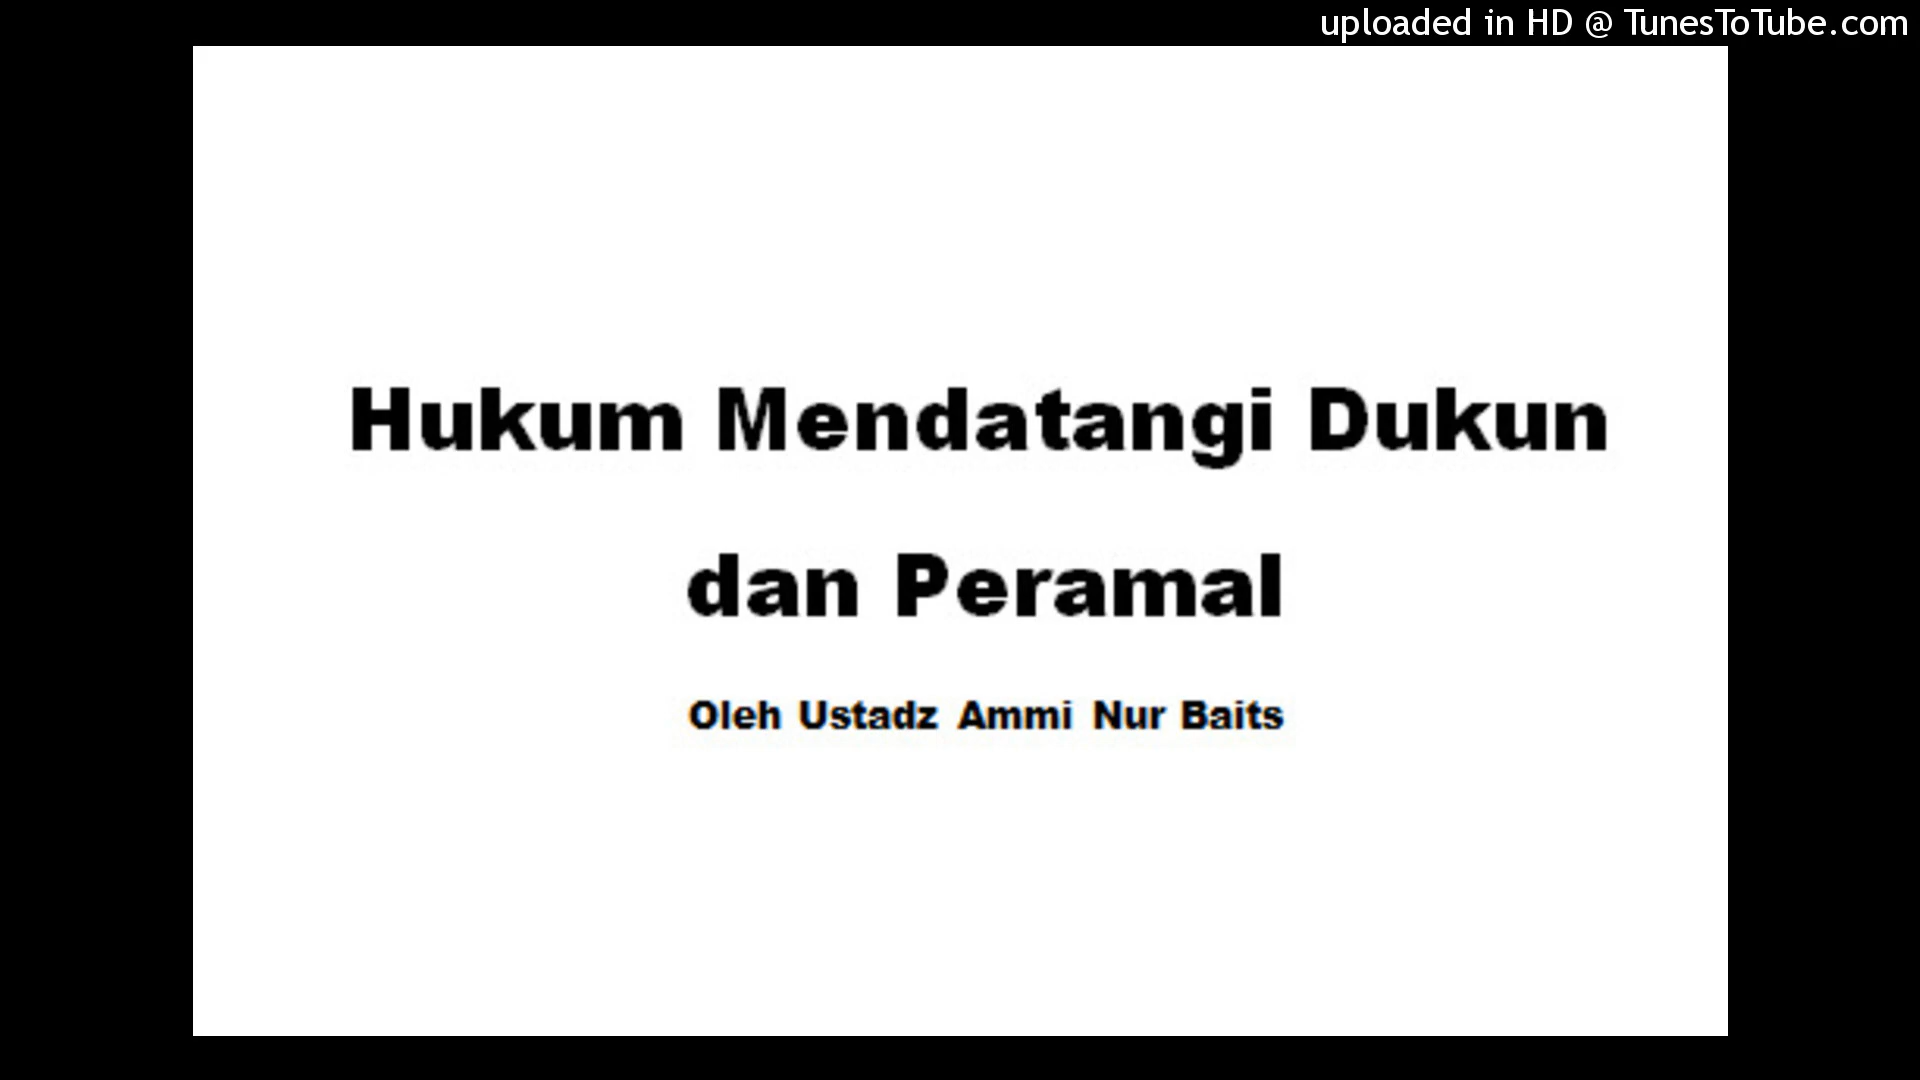 uploaded in HD @ TunesToTube.com
Hukum Mendatangi Dukun
dan Peramal
Oleh Ustadz Ammi Nur Baits